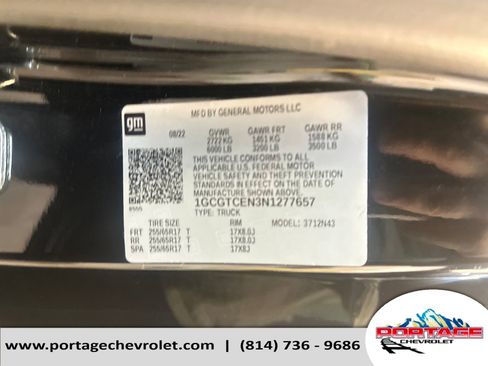 MFD BY GENERAL MOTORS LLC
gm
08/22 GVWR GAWR FRT GAWR RR
2722 KG 1451 KG 1588 KG
6000 LB 3200 LB 3500 LB
THIS VEHICLE CONFORMS TO ALL
APPLICABLE U.S. FEDERAL MOTOR
VEHICLE SAFETY AND THEFT PREVENTION
STANDARDS IN EFFECT ON THE DATE
OF MANUFACTURE SHOWN ABOVE.
1GCGTCEN3N1277657
TYPE: TRUCK
TIRE SIZE RIM MODEL: 3712N43
FRT 255/65R17 T 17X8.0J
RR 255/65R17 T 17X8.0J
SPA 255/65R17 T 17X8J
www.portagechevrolet.com | (814) 736 - 9686
PORTAGE
CHEVROLET